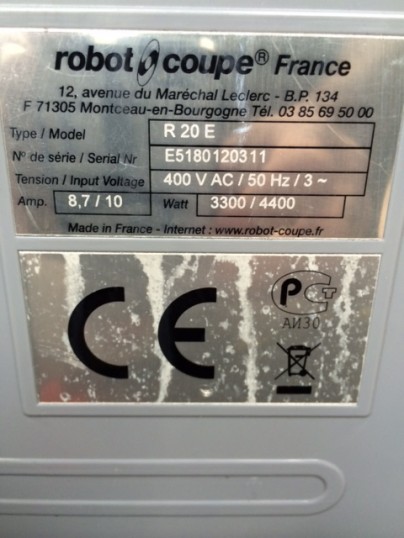 robot coupe® France
12, avenue du Maréchal Leclerc - B.P. 134
F 71305 Montceau-en-Bourgogne Tél. 03 85 69 50 00
Type / Model R 20 E
N° de série / Serial Nr E5180120311
Tension / Input Voltage 400 V AC / 50 Hz / 3 ~
Amp. 8,7 / 10 Watt 3300 / 4400
Made in France - Internet : www.robot-coupe.fr
CE
РСТ
АИ30